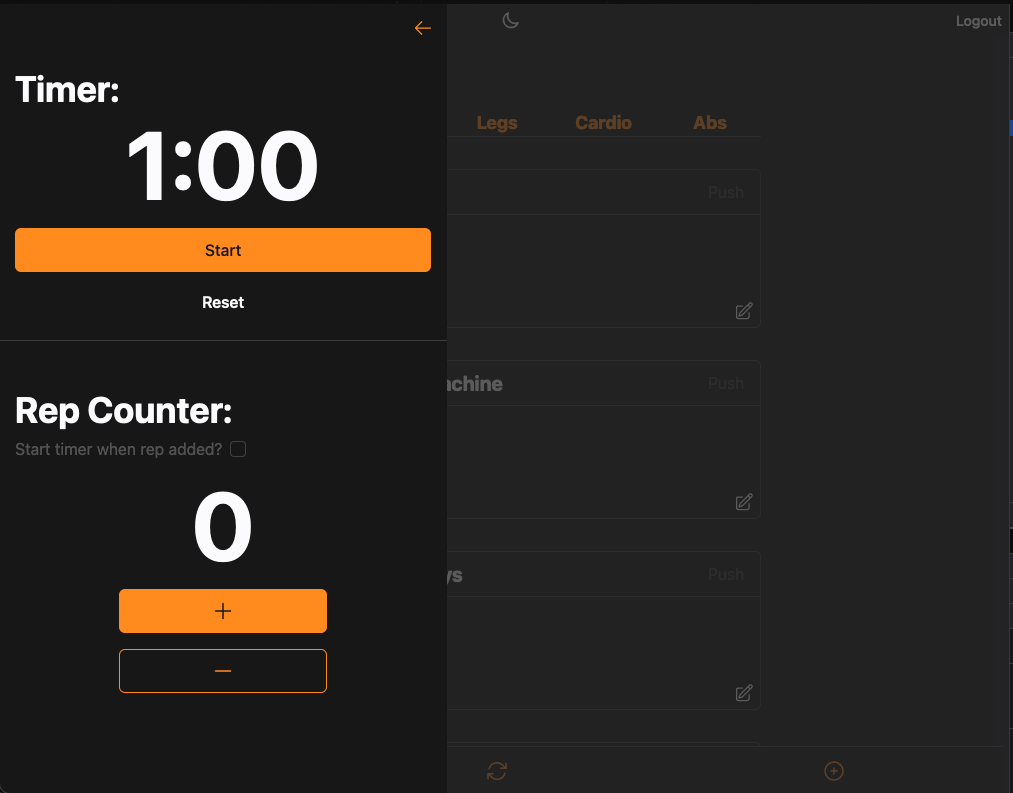 Logout
Timer:
1:00
Start
Reset
Rep Counter:
Start timer when rep added?
0
+
—
Legs Cardio Abs
Push
achine Push
ys Push